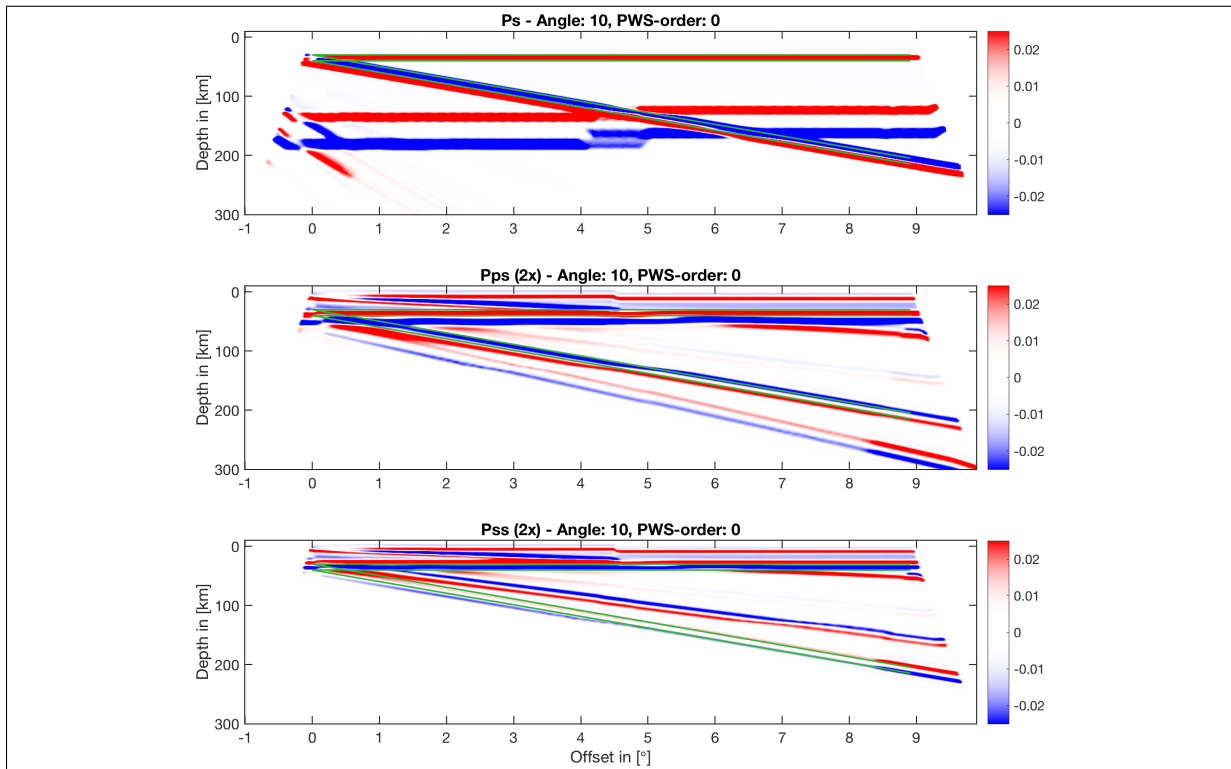 Ps - Angle: 10, PWS-order: 0
Depth in [km]
0
100
200
300
-1 0 1 2 3 4 5 6 7 8 9
0.02
0.01
0
-0.01
-0.02
Pps (2x) - Angle: 10, PWS-order: 0
Depth in [km]
0
100
200
300
-1 0 1 2 3 4 5 6 7 8 9
0.02
0.01
0
-0.01
-0.02
Pss (2x) - Angle: 10, PWS-order: 0
Depth in [km]
0
100
200
300
-1 0 1 2 3 4 5 6 7 8 9
Offset in [°]
0.02
0.01
0
-0.01
-0.02